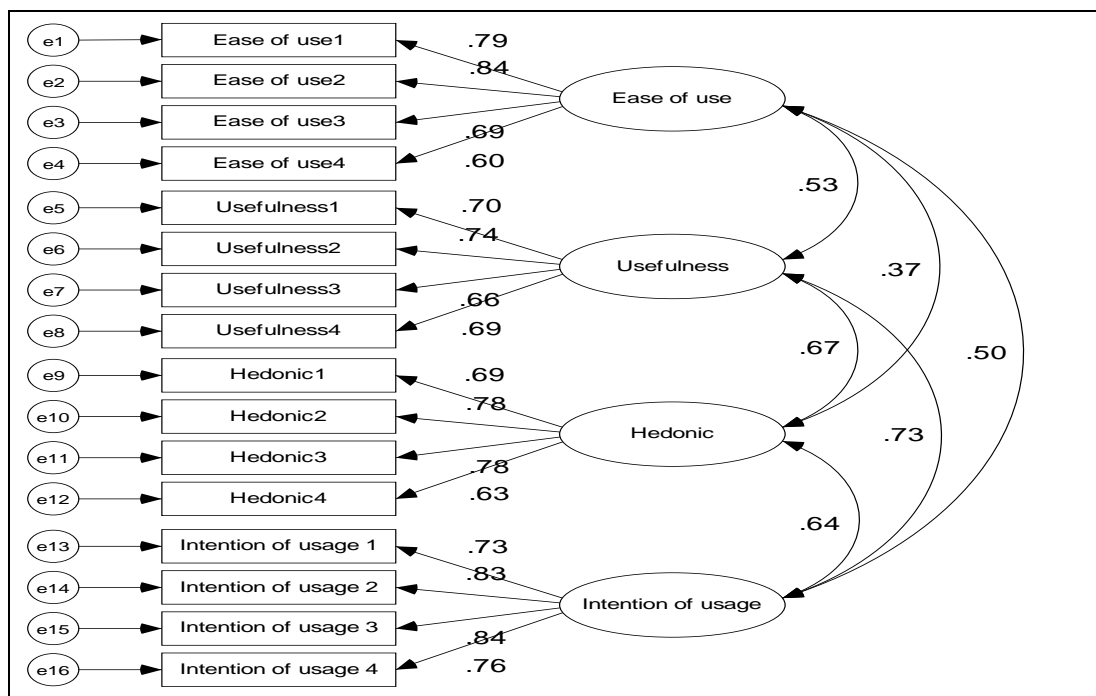 e1 Ease of use1 .79
e2 Ease of use2 .84
Ease of use
e3 Ease of use3 .69
e4 Ease of use4 .60
.53
e5 Usefulness1 .70
e6 Usefulness2 .74
Usefulness
.37
e7 Usefulness3 .66
e8 Usefulness4 .69
.67
.50
e9 Hedonic1 .69
e10 Hedonic2 .78
Hedonic
.73
e11 Hedonic3 .78
e12 Hedonic4 .63
.64
e13 Intention of usage 1 .73
e14 Intention of usage 2 .83
Intention of usage
e15 Intention of usage 3 .84
e16 Intention of usage 4 .76